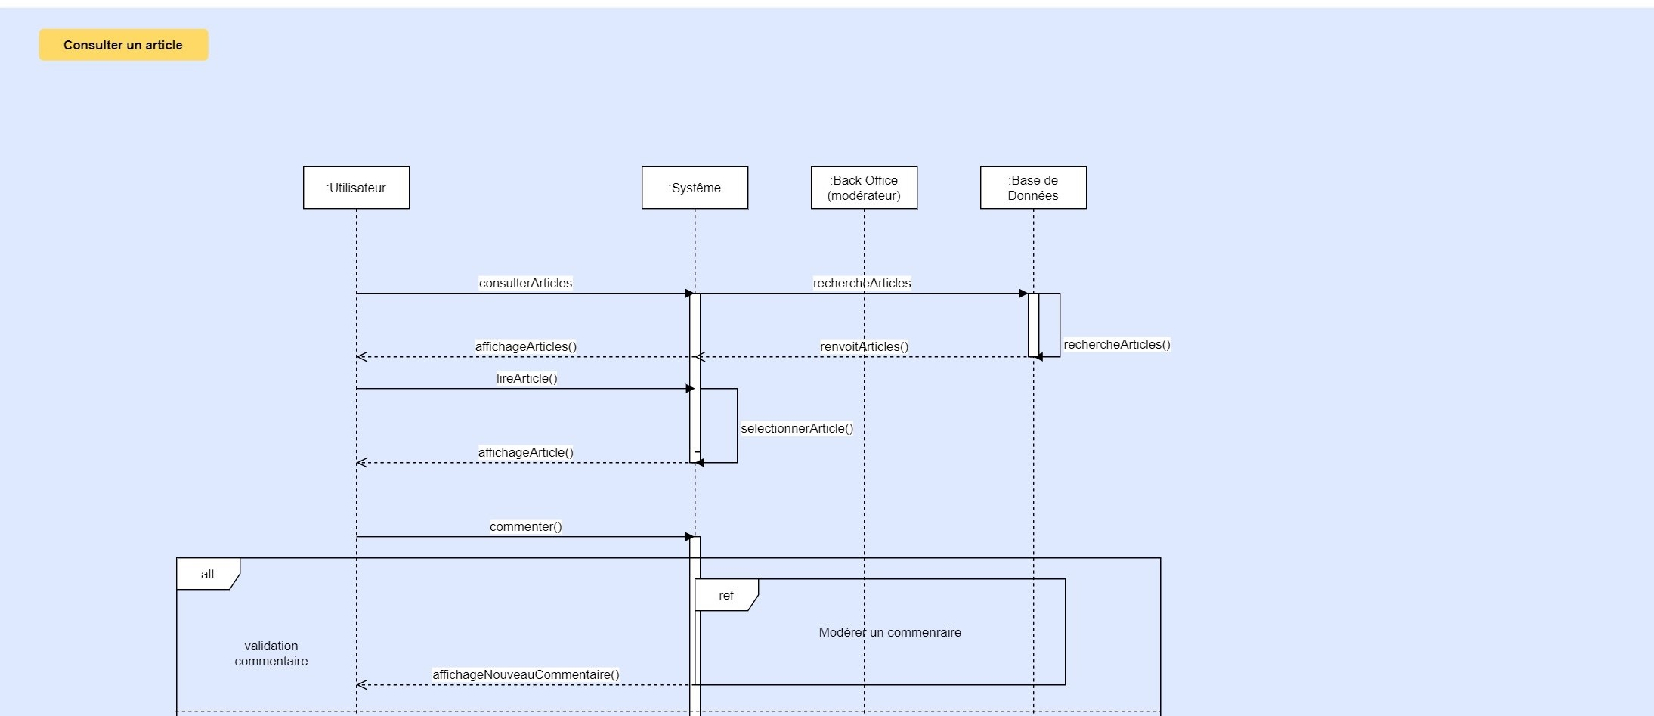 Consulter un article
:Utilisateur
:Système
:Back Office
(modérateur)
:Base de
Données
consulterArticles
rechercheArticles
affichageArticles()
renvoitArticles()
rechercheArticles()
lireArticle()
selectionnerArticle()
affichageArticle()
commenter()
alt
ref
Modérer un commenraire
validation
commentaire
affichageNouveauCommentaire()